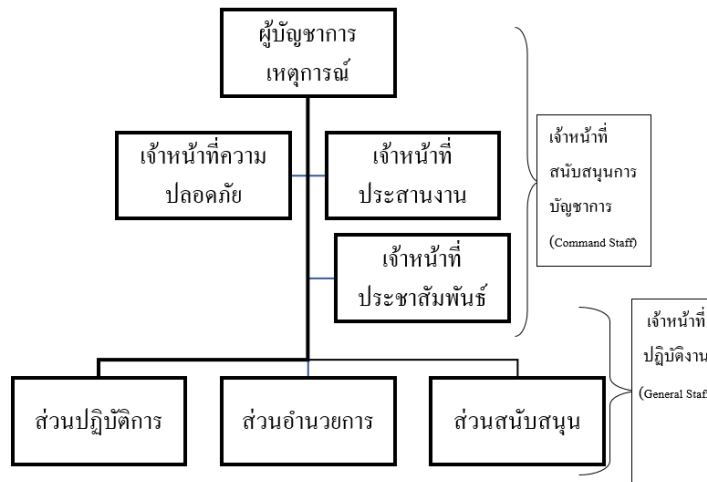 ผู้บัญชาการ
เหตุการณ์
เจ้าหน้าที่ความ
ปลอดภัย
เจ้าหน้าที่
ประสานงาน
เจ้าหน้าที่
ประชาสัมพันธ์
เจ้าหน้าที่
สนับสนุนการ
บัญชาการ
(Command Staff)
ส่วนปฏิบัติการ
ส่วนอำนวยการ
ส่วนสนับสนุน
เจ้าหน้าที่
ปฏิบัติงาน
(General Staff